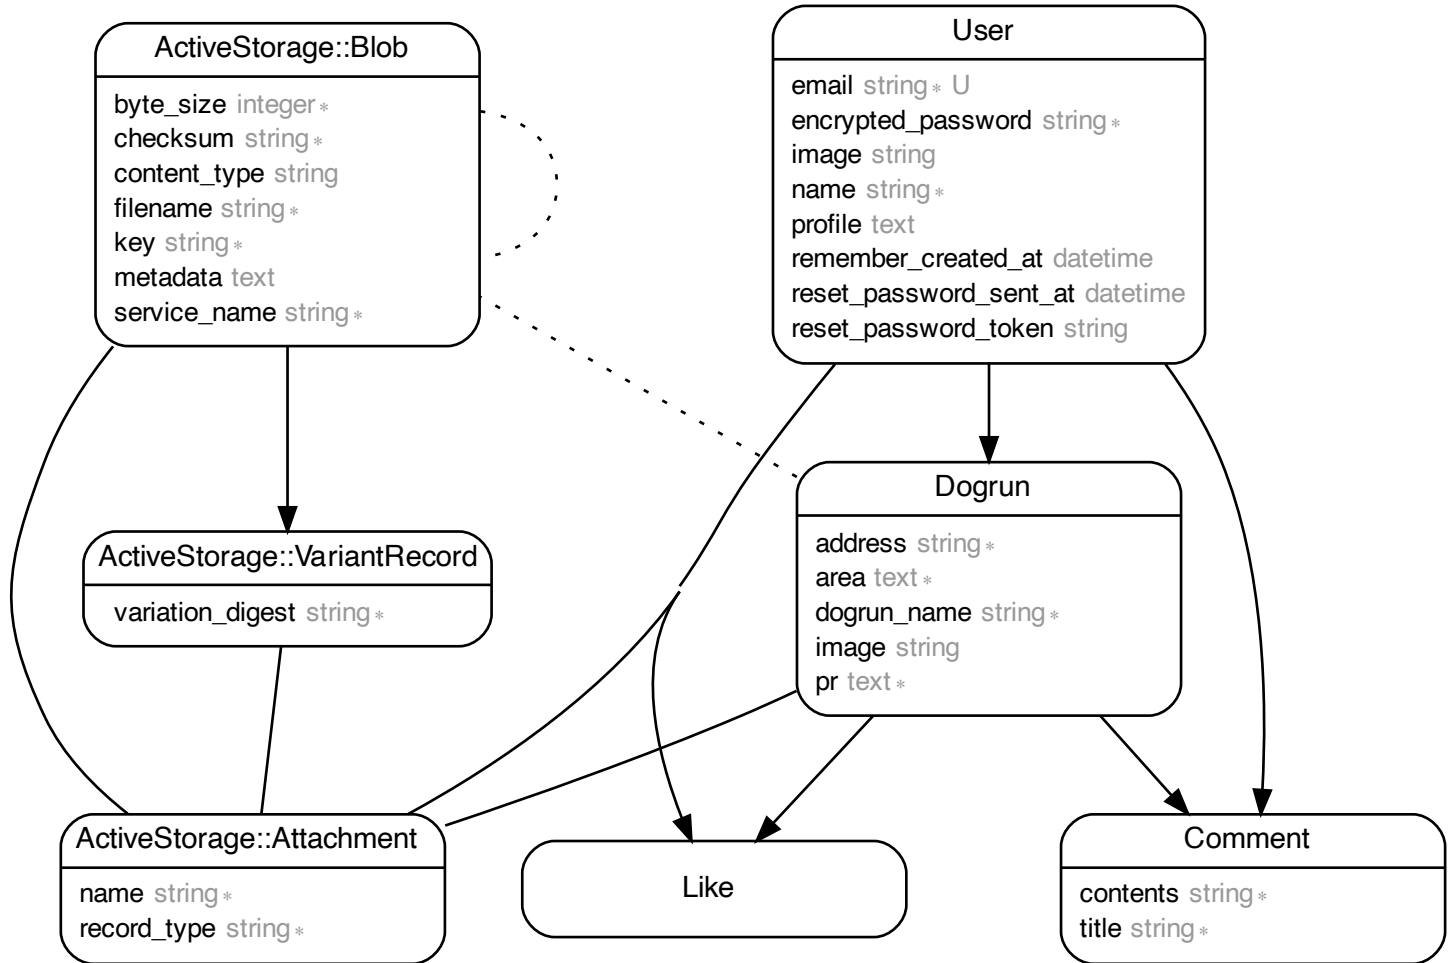 ActiveStorage::Blob
byte_size integer ∗
checksum string ∗
content_type string
filename string ∗
key string ∗
metadata text
service_name string ∗
User
email string ∗ U
encrypted_password string ∗
image string
name string ∗
profile text
remember_created_at datetime
reset_password_sent_at datetime
reset_password_token string
ActiveStorage::VariantRecord
variation_digest string ∗
Dogrun
address string ∗
area text ∗
dogrun_name string ∗
image string
pr text ∗
ActiveStorage::Attachment
name string ∗
record_type string ∗
Like
Comment
contents string ∗
title string ∗